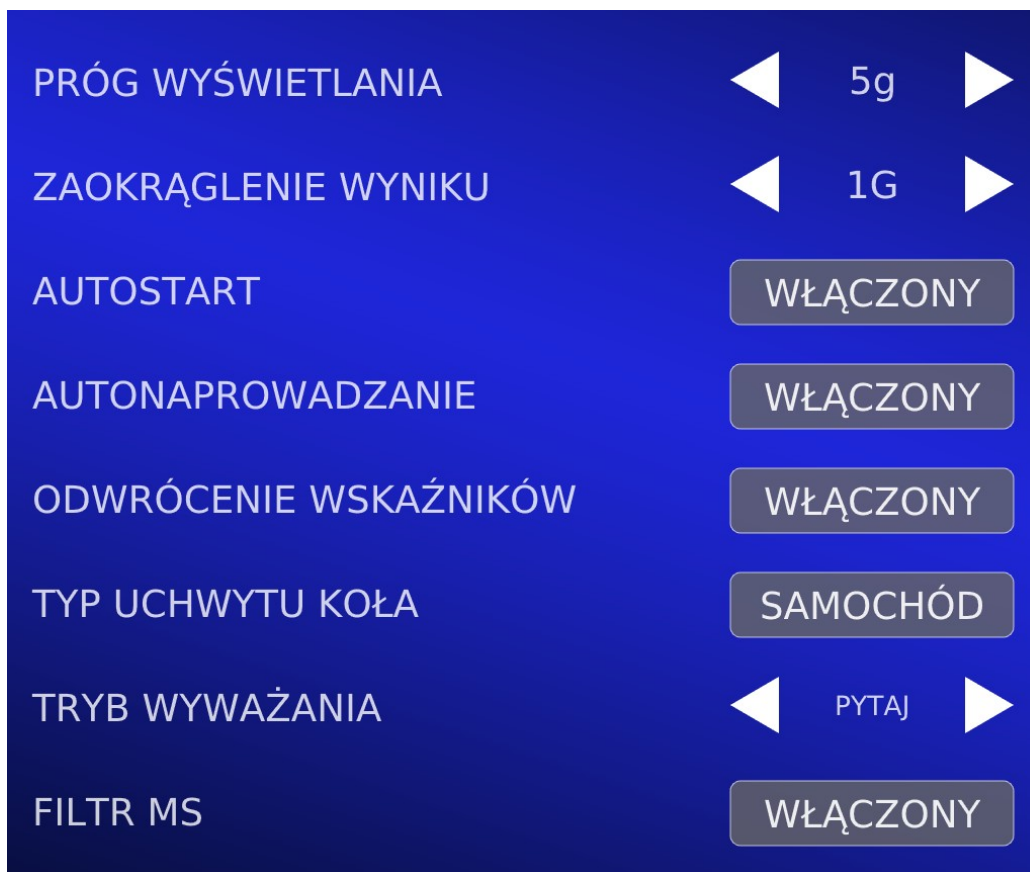 PRÓG WYŚWIETLANIA 5g
ZAOKRĄGLENIE WYNIKU 1G
AUTOSTART WŁĄCZONY
AUTONAPROWADZANIE WŁĄCZONY
ODWRÓCENIE WSKAŹNIKÓW WŁĄCZONY
TYP UCHWYTU KOŁA SAMOCHÓD
TRYB WYWAŻANIA PYTAJ
FILTR MS WŁĄCZONY